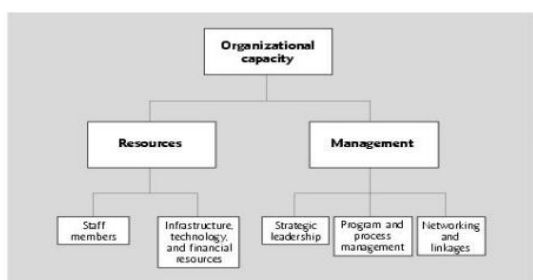 Organizational
capacity
Resources
Management
Staff
members
Infrastructure,
technology,
and financial
resources
Strategic
leadership
Program and
process
management
Networking
and
linkages